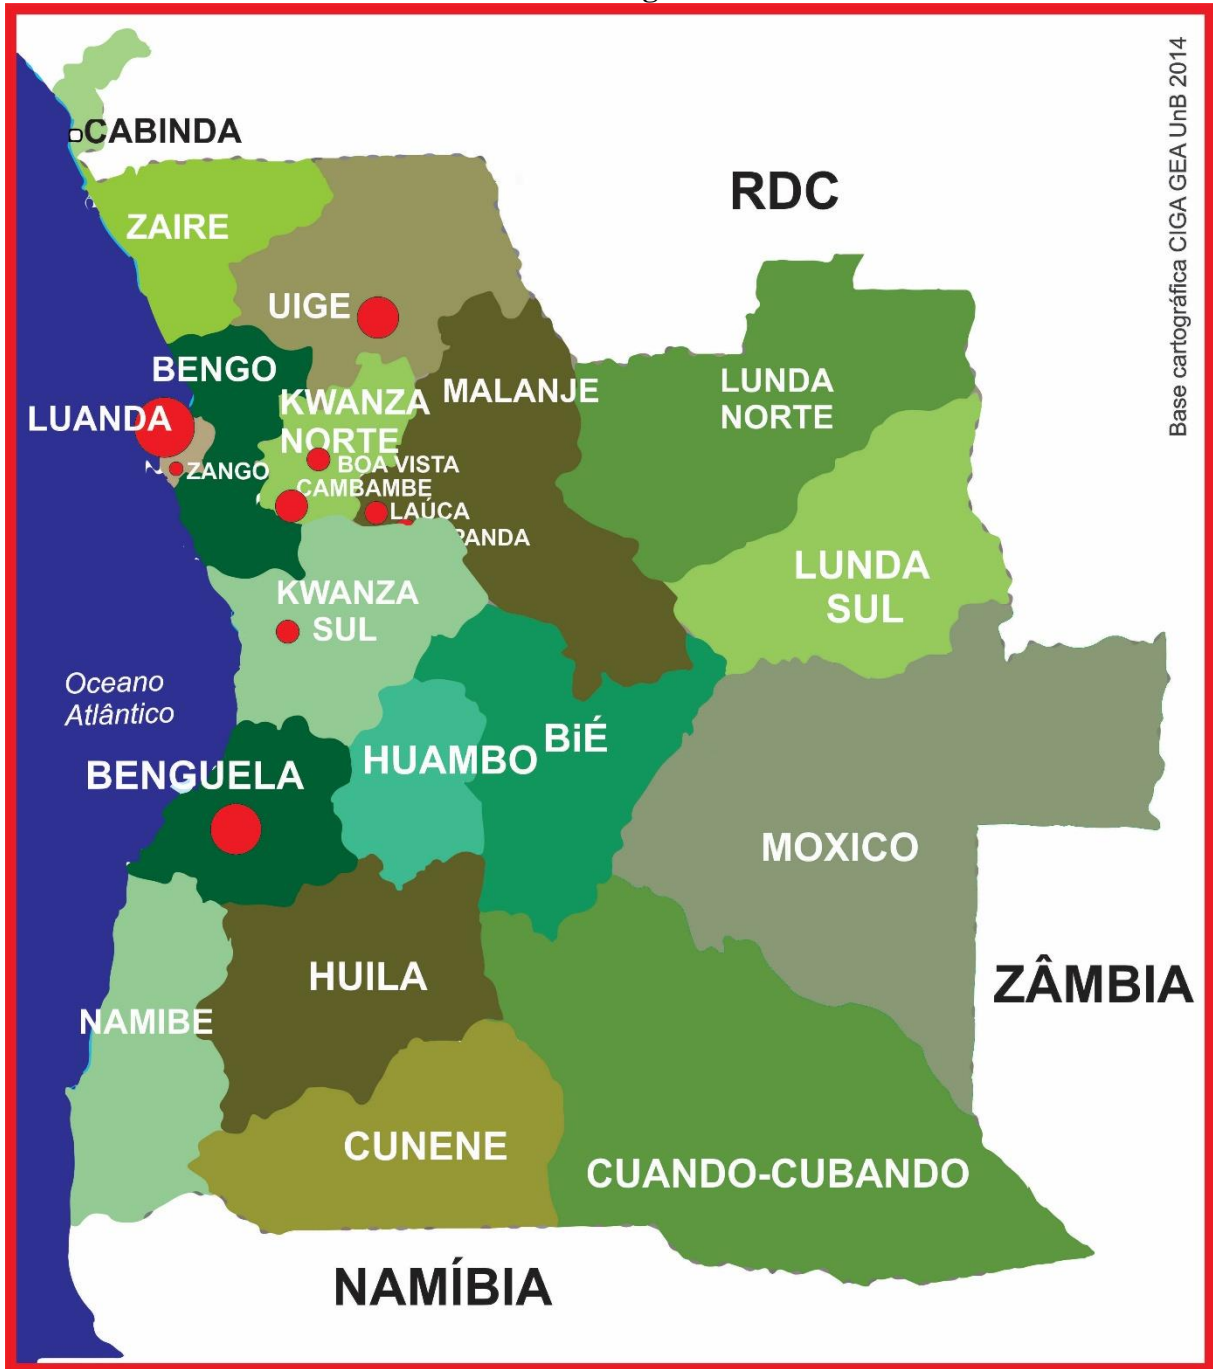 CABINDA
RDC
ZAIRE
UIGE
BENGO
MALANJE
LUNDA
NORTE
KWANZA
NORTE
LUANDA
BOA VISTA
ZANGO
CAMBAMBE
LAÚCA
PANDA
LUNDA
SUL
KWANZA
SUL
Oceano
Atlântico
BiÉ
HUAMBO
BENGUELA
MOXICO
HUILA
ZÂMBIA
NAMIBE
CUNENE
CUANDO-CUBANDO
NAMÍBIA
Base cartográfica CIGA GEA UnB 2014